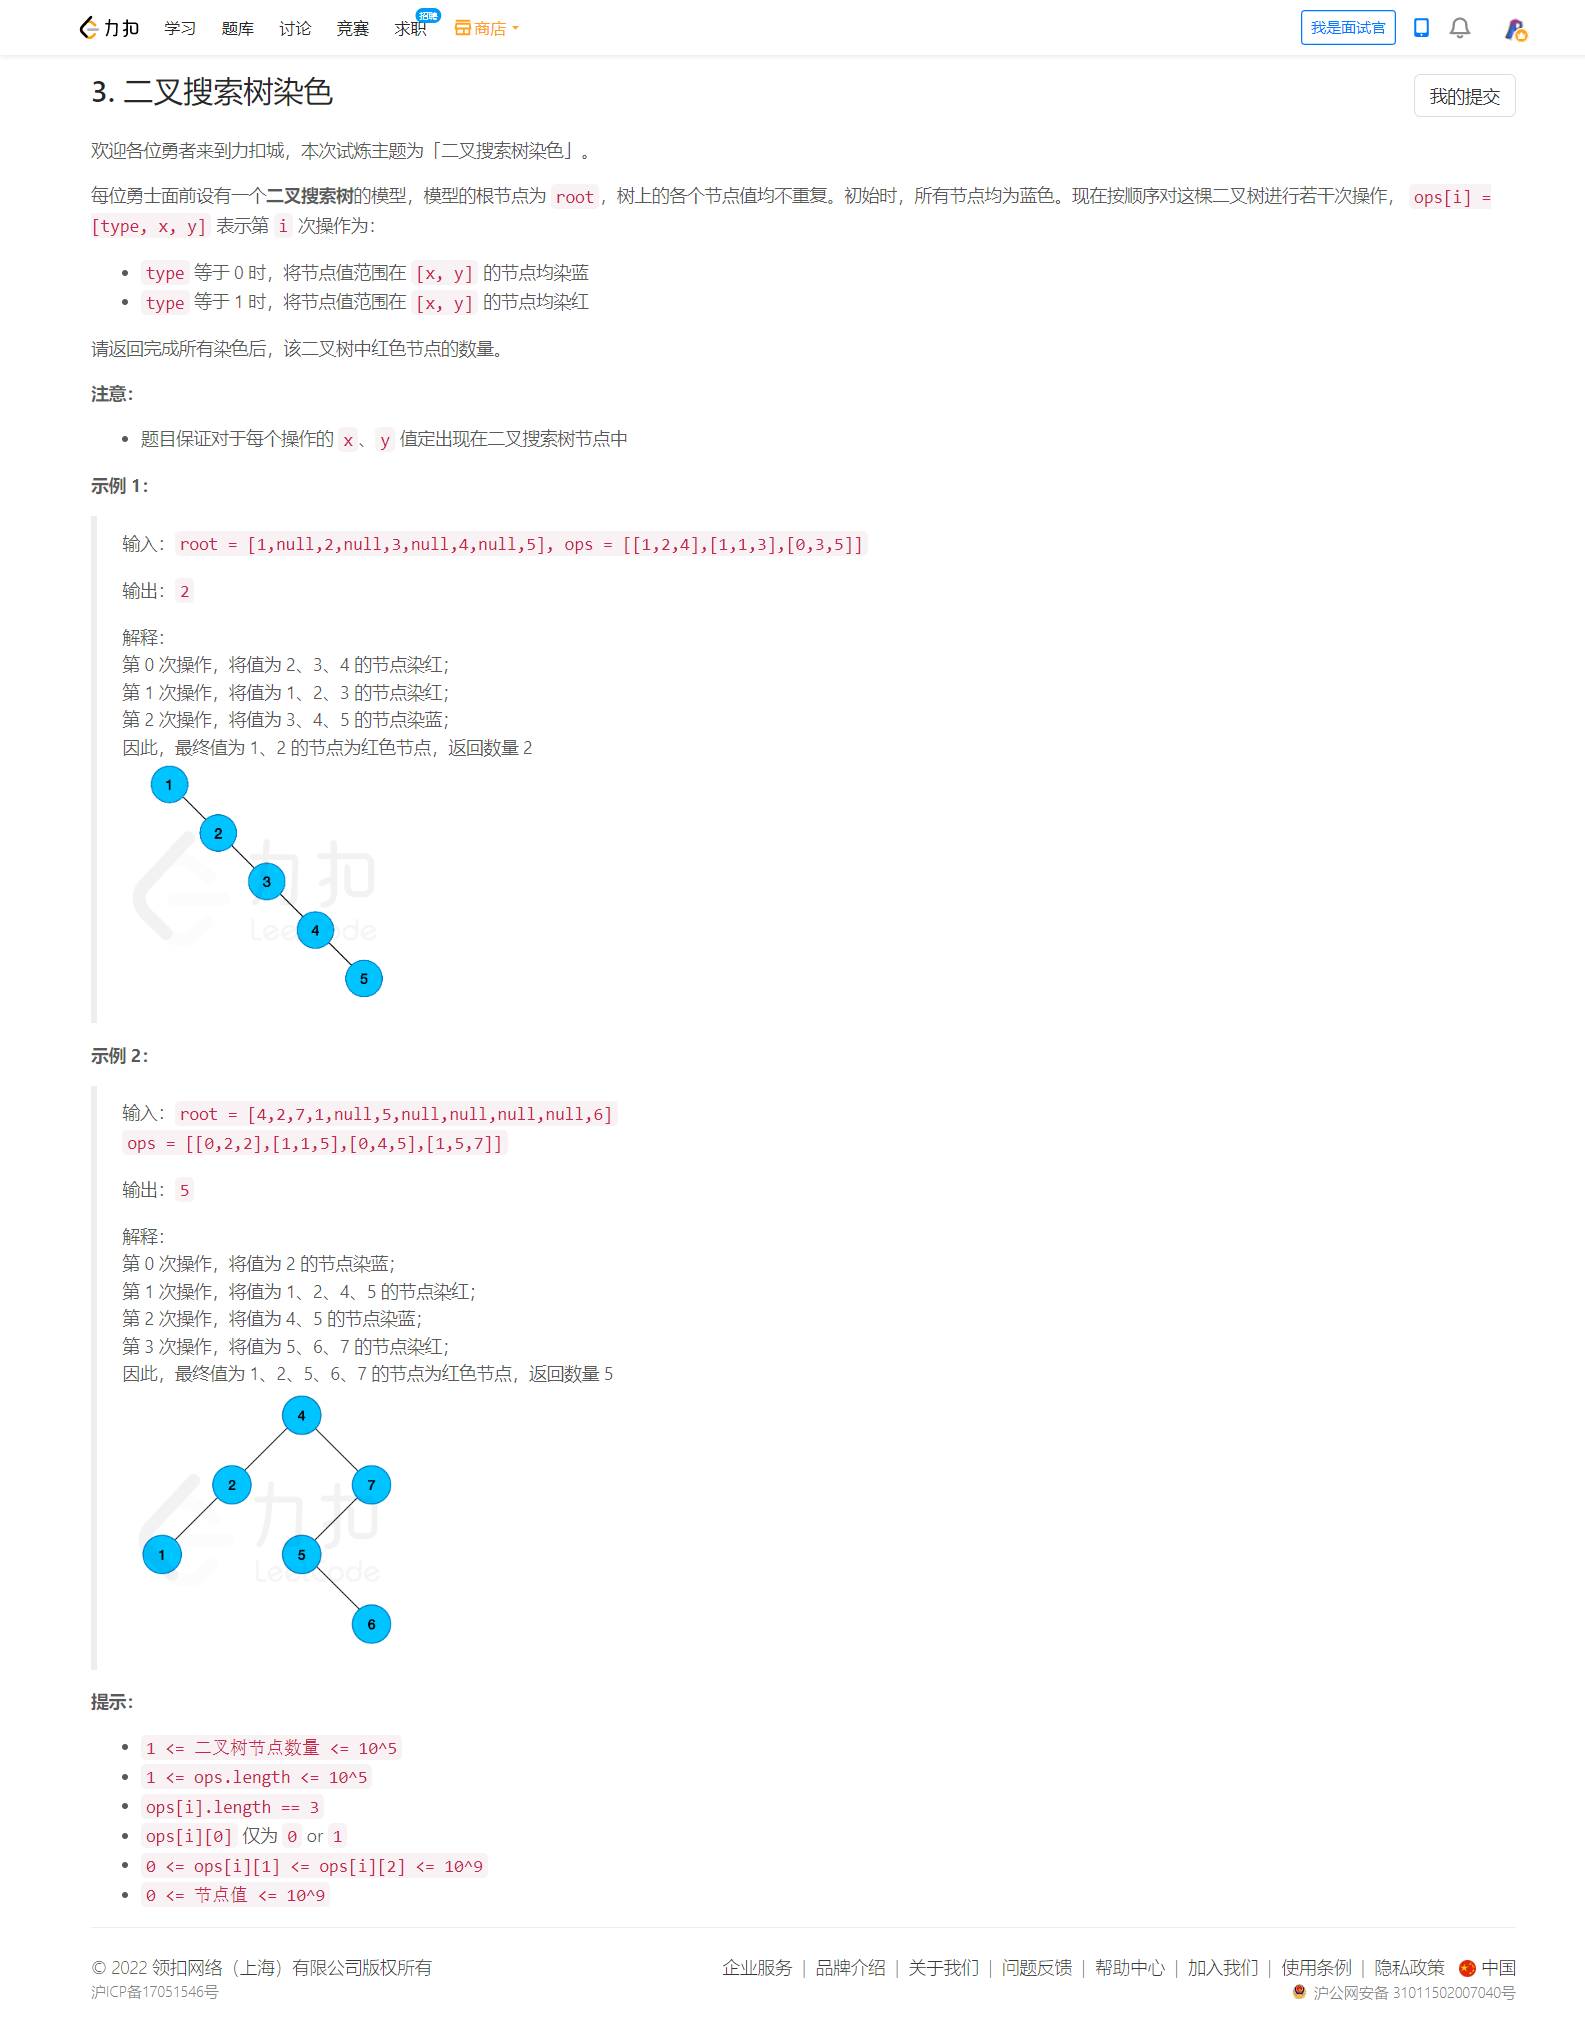 力扣 学习 题库 讨论 竞赛 求职 招聘 商店 我是面试官
3. 二叉搜索树染色
我的提交
欢迎各位勇者来到力扣城，本次试炼主题为「二叉搜索树染色」。
每位勇士面前设有一个二叉搜索树的模型，模型的根节点为 root，树上的各个节点值均不重复。初始时，所有节点均为蓝色。现在按顺序对这棵二叉树进行若干次操作， ops[i] =
[type, x, y] 表示第 i 次操作为：
type 等于 0 时，将节点值范围在 [x, y] 的节点均染蓝
type 等于 1 时，将节点值范围在 [x, y] 的节点均染红
请返回完成所有染色后，该二叉树中红色节点的数量。
注意：
题目保证对于每个操作的 x、y 值定出现在二叉搜索树节点中
示例 1：
输入：root = [1,null,2,null,3,null,4,null,5], ops = [[1,2,4],[1,1,3],[0,3,5]]
输出：2
解释：
第 0 次操作，将值为 2、3、4 的节点染红；
第 1 次操作，将值为 1、2、3 的节点染红；
第 2 次操作，将值为 3、4、5 的节点染蓝；
因此，最终值为 1、2 的节点为红色节点，返回数量 2
1
2
3
力扣
4
LeetCode
5
示例 2：
输入：root = [4,2,7,1,null,5,null,null,null,null,6]
ops = [[0,2,2],[1,1,5],[0,4,5],[1,5,7]]
输出：5
解释：
第 0 次操作，将值为 2 的节点染蓝；
第 1 次操作，将值为 1、2、4、5 的节点染红；
第 2 次操作，将值为 4、5 的节点染蓝；
第 3 次操作，将值为 5、6、7 的节点染红；
因此，最终值为 1、2、5、6、7 的节点为红色节点，返回数量 5
4
2 7
力扣
1 5
LeetCode
6
提示：
1 <= 二叉树节点数量 <= 10^5
1 <= ops.length <= 10^5
ops[i].length == 3
ops[i][0] 仅为 0 or 1
0 <= ops[i][1] <= ops[i][2] <= 10^9
0 <= 节点值 <= 10^9
© 2022 领扣网络（上海）有限公司版权所有 企业服务 | 品牌介绍 | 关于我们 | 问题反馈 | 帮助中心 | 加入我们 | 使用条例 | 隐私政策 中国
沪ICP备17051546号 沪公网安备 31011502007040号